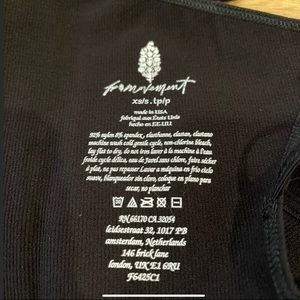 movement
xs/s . tp/p
made in USA
fabriqué aux États Unis
hecho en EE.UU.
92% nylon 8% spandex, elasthanne, elastan, elastano
machine wash cold gentle cycle, non-chlorine bleach,
lay flat to dry, do not iron laver à la machine à l'eau
froide cycle délica, eau de Javel sans chlore, faire sécher
à plat, ne pas repasser Lavar a máquina en frío ciclo
suave, blanqueador sin cloro, coloque en plano para
secar, no planchar
RN 66170 CA 32054
leidsestraat 32, 1017 PB
amsterdam, Netherlands
146 brick lane
london, UK E1 6RU
F6425C1